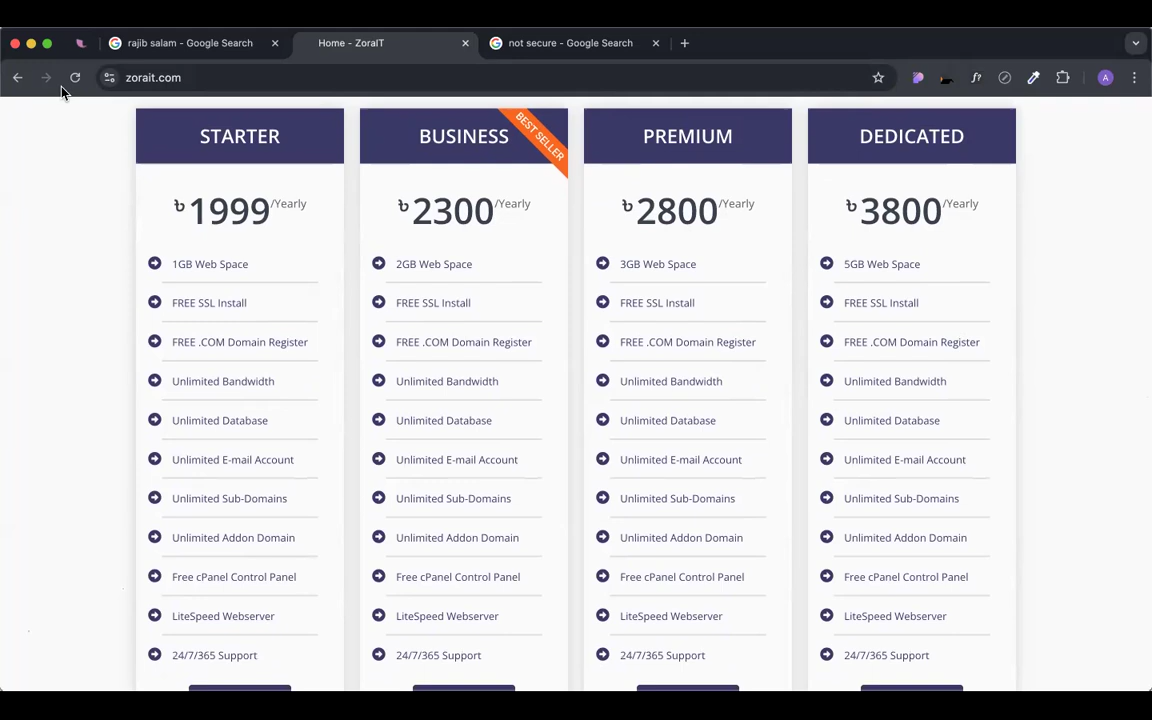 rajib salam - Google Search
Home - ZoraIT
not secure - Google Search
zorait.com
f?
A
STARTER
৳1999/Yearly
1GB Web Space
FREE SSL Install
FREE .COM Domain Register
Unlimited Bandwidth
Unlimited Database
Unlimited E-mail Account
Unlimited Sub-Domains
Unlimited Addon Domain
Free cPanel Control Panel
LiteSpeed Webserver
24/7/365 Support
BUSINESS
BEST SELLER
৳2300/Yearly
2GB Web Space
FREE SSL Install
FREE .COM Domain Register
Unlimited Bandwidth
Unlimited Database
Unlimited E-mail Account
Unlimited Sub-Domains
Unlimited Addon Domain
Free cPanel Control Panel
LiteSpeed Webserver
24/7/365 Support
PREMIUM
৳2800/Yearly
3GB Web Space
FREE SSL Install
FREE .COM Domain Register
Unlimited Bandwidth
Unlimited Database
Unlimited E-mail Account
Unlimited Sub-Domains
Unlimited Addon Domain
Free cPanel Control Panel
LiteSpeed Webserver
24/7/365 Support
DEDICATED
৳3800/Yearly
5GB Web Space
FREE SSL Install
FREE .COM Domain Register
Unlimited Bandwidth
Unlimited Database
Unlimited E-mail Account
Unlimited Sub-Domains
Unlimited Addon Domain
Free cPanel Control Panel
LiteSpeed Webserver
24/7/365 Support